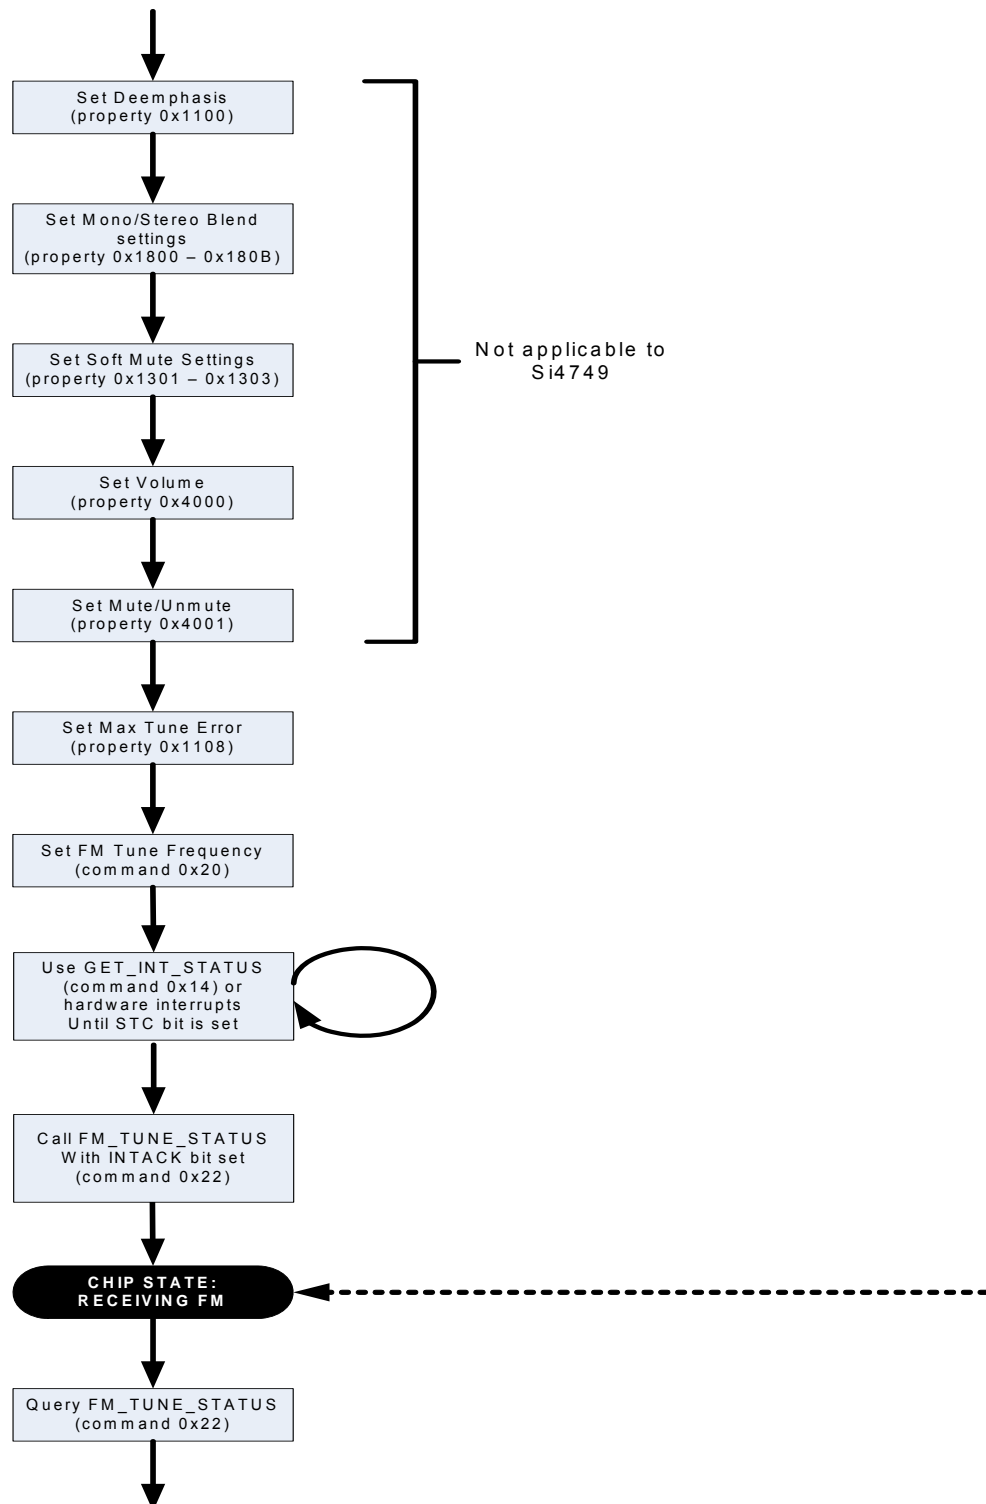 Set Deemphasis
(property 0x1100)
Set Mono/Stereo Blend
settings
(property 0x1800 – 0x180B)
Set Soft Mute Settings
(property 0x1301 – 0x1303)
Not applicable to
Si4749
Set Volume
(property 0x4000)
Set Mute/Unmute
(property 0x4001)
Set Max Tune Error
(property 0x1108)
Set FM Tune Frequency
(command 0x20)
Use GET_INT_STATUS
(command 0x14) or
hardware interrupts
Until STC bit is set
Call FM_TUNE_STATUS
With INTACK bit set
(command 0x22)
CHIP STATE:
RECEIVING FM
Query FM_TUNE_STATUS
(command 0x22)